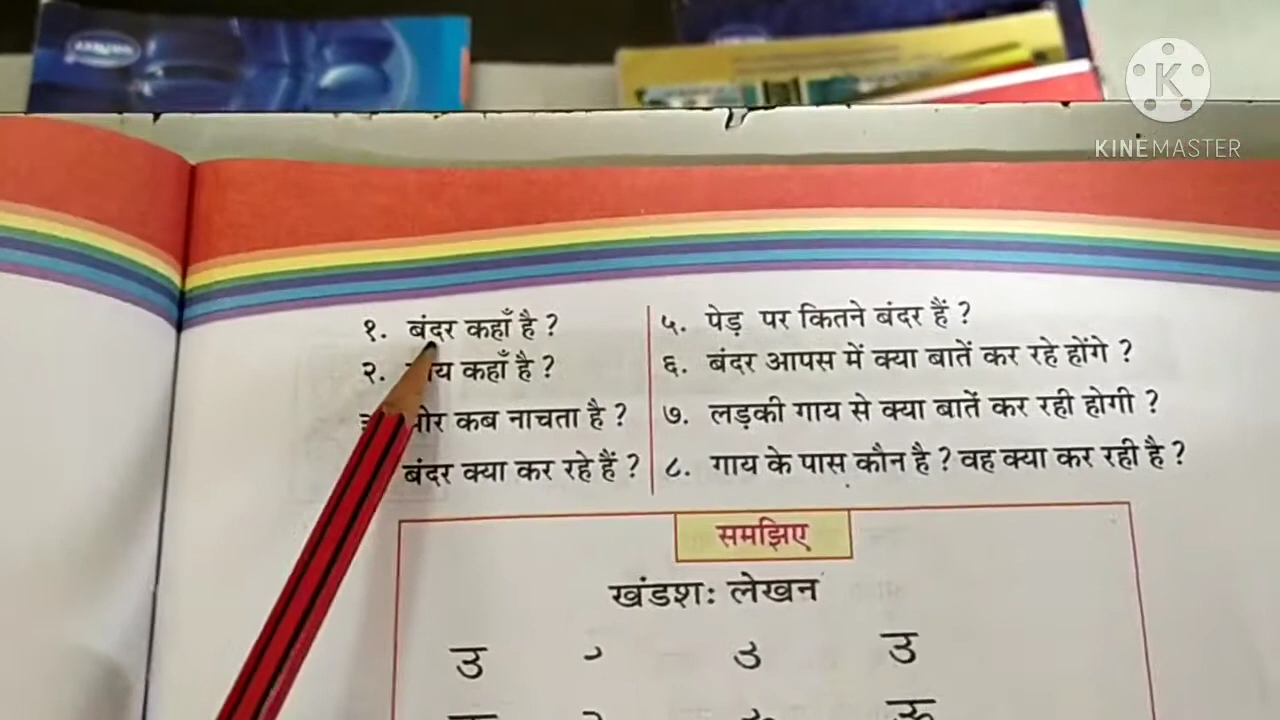 KINEMASTER
१. बंदर कहाँ है ?
२. कहाँ है ?
कब नाचता है ?
बंदर क्या कर रहे हैं ?
५. पेड़ पर कितने बंदर हैं ?
६. बंदर आपस में क्या बातें कर रहे होंगे ?
७. लड़की गाय से क्या बातें कर रही होगी ?
८. गाय के पास कौन है ? वह क्या कर रही है ?
समझिए
खंडशः लेखन
उ उ